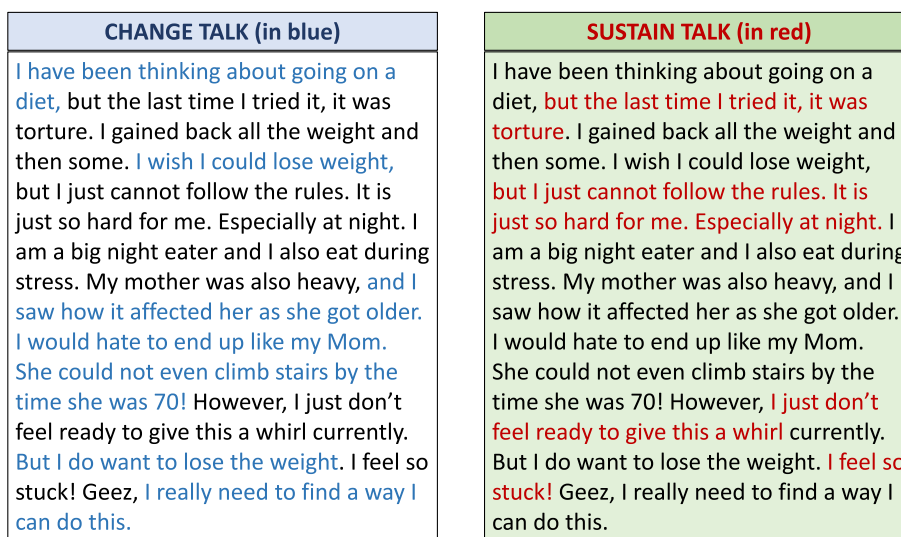 CHANGE TALK (in blue)
I have been thinking about going on a
diet, but the last time I tried it, it was
torture. I gained back all the weight and
then some. I wish I could lose weight,
but I just cannot follow the rules. It is
just so hard for me. Especially at night. I
am a big night eater and I also eat during
stress. My mother was also heavy, and I
saw how it affected her as she got older.
I would hate to end up like my Mom.
She could not even climb stairs by the
time she was 70! However, I just don’t
feel ready to give this a whirl currently.
But I do want to lose the weight. I feel so
stuck! Geez, I really need to find a way I
can do this.
SUSTAIN TALK (in red)
I have been thinking about going on a
diet, but the last time I tried it, it was
torture. I gained back all the weight and
then some. I wish I could lose weight,
but I just cannot follow the rules. It is
just so hard for me. Especially at night. I
am a big night eater and I also eat during
stress. My mother was also heavy, and I
saw how it affected her as she got older.
I would hate to end up like my Mom.
She could not even climb stairs by the
time she was 70! However, I just don’t
feel ready to give this a whirl currently.
But I do want to lose the weight. I feel so
stuck! Geez, I really need to find a way I
can do this.